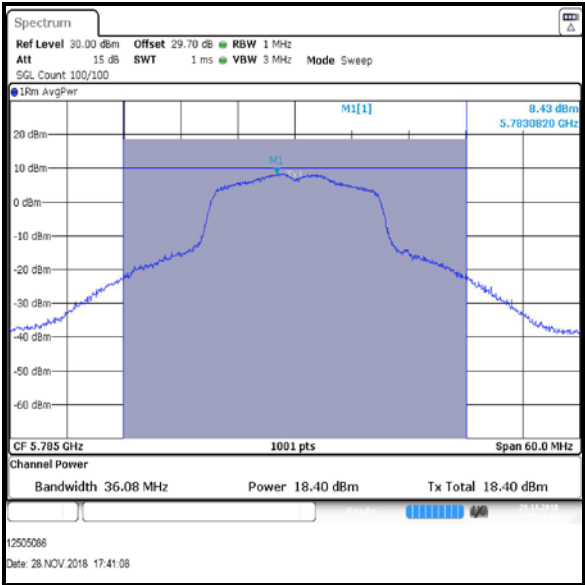 Spectrum
Ref Level 30.00 dBm Offset 29.70 dB RBW 1 MHz
Att 15 dB SWT 1 ms VBW 3 MHz Mode Sweep
SGL Count 100/100
1Rm AvgPwr
M1[1] 8.43 dBm
5.7830820 GHz
20 dBm
M1
10 dBm
0 dBm
-10 dBm
-20 dBm
-30 dBm
-40 dBm
-50 dBm
-60 dBm
CF 5.785 GHz 1001 pts Span 60.0 MHz
Channel Power
Bandwidth 36.08 MHz Power 18.40 dBm Tx Total 18.40 dBm
Ready 28.11.2018
12505086
Date: 28.NOV.2018 17:41:08